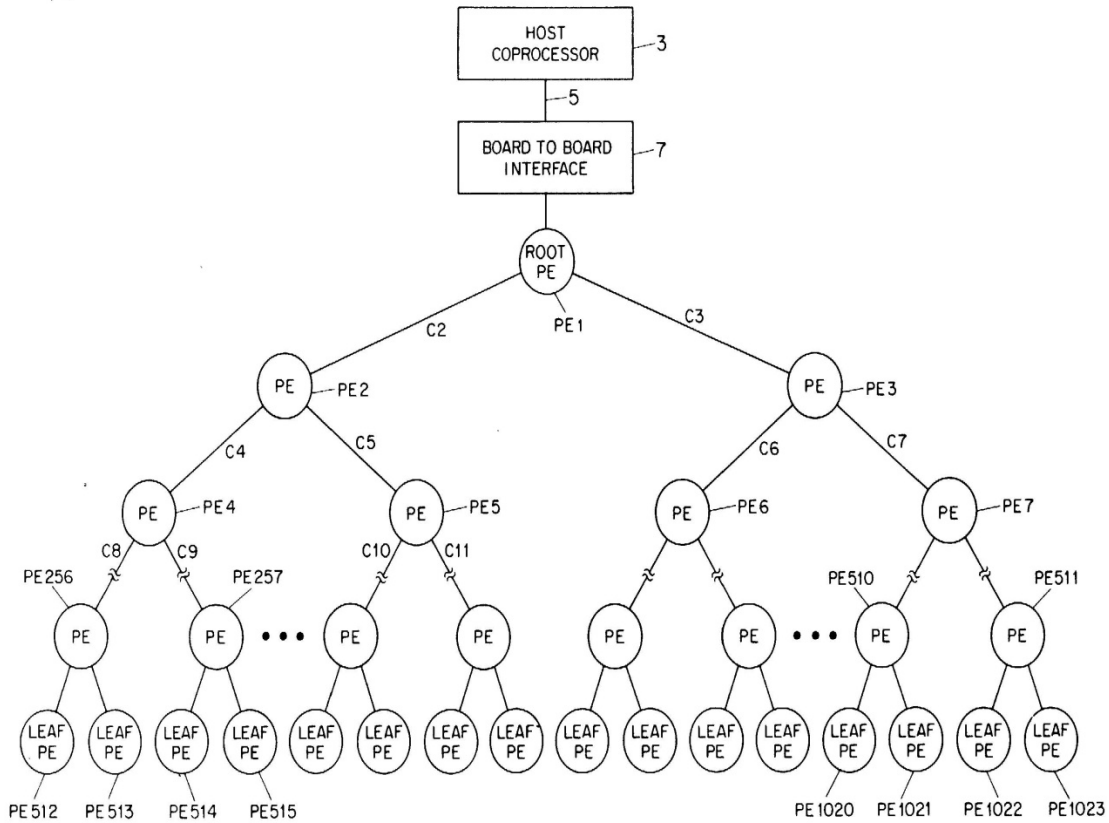 HOST
COPROCESSOR
3
5
BOARD TO BOARD
INTERFACE
7
ROOT
PE
PE1
C2
C3
PE
PE2
PE
PE3
C4
C5
C6
C7
PE
PE4
PE
PE5
PE
PE6
PE
PE7
C8
C9
C10
C11
PE256
PE257
PE510
PE511
PE
PE
PE
PE
PE
PE
PE
PE
LEAF
PE
LEAF
PE
LEAF
PE
LEAF
PE
LEAF
PE
LEAF
PE
LEAF
PE
LEAF
PE
LEAF
PE
LEAF
PE
LEAF
PE
LEAF
PE
LEAF
PE
LEAF
PE
LEAF
PE
LEAF
PE
PE512
PE513
PE514
PE515
PE1020
PE1021
PE1022
PE1023